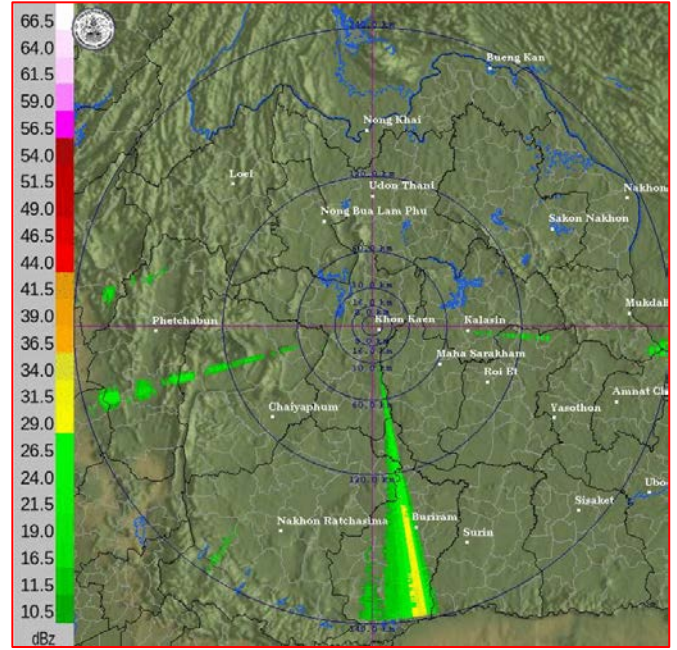 66.5
64.0
61.5
59.0
56.5
54.0
51.5
49.0
46.5
44.0
41.5
39.0
36.5
34.0
31.5
29.0
26.5
24.0
21.5
19.0
16.5
11.5
10.5
dBz
Bueng Kan
Nong Khai
Loei
Udon Thani
Nong Bua Lam Phu
Nakhon
Sakon Nakhon
Mukdah
Phetchabun
Khon Kaen
Kalasin
Maha Sarakham
Roi Et
Amnat Ch
Chaiyaphum
Yasothon
120.0 km
Ubo
Sisaket
Nakhon Ratchasima
Buriram
Surin